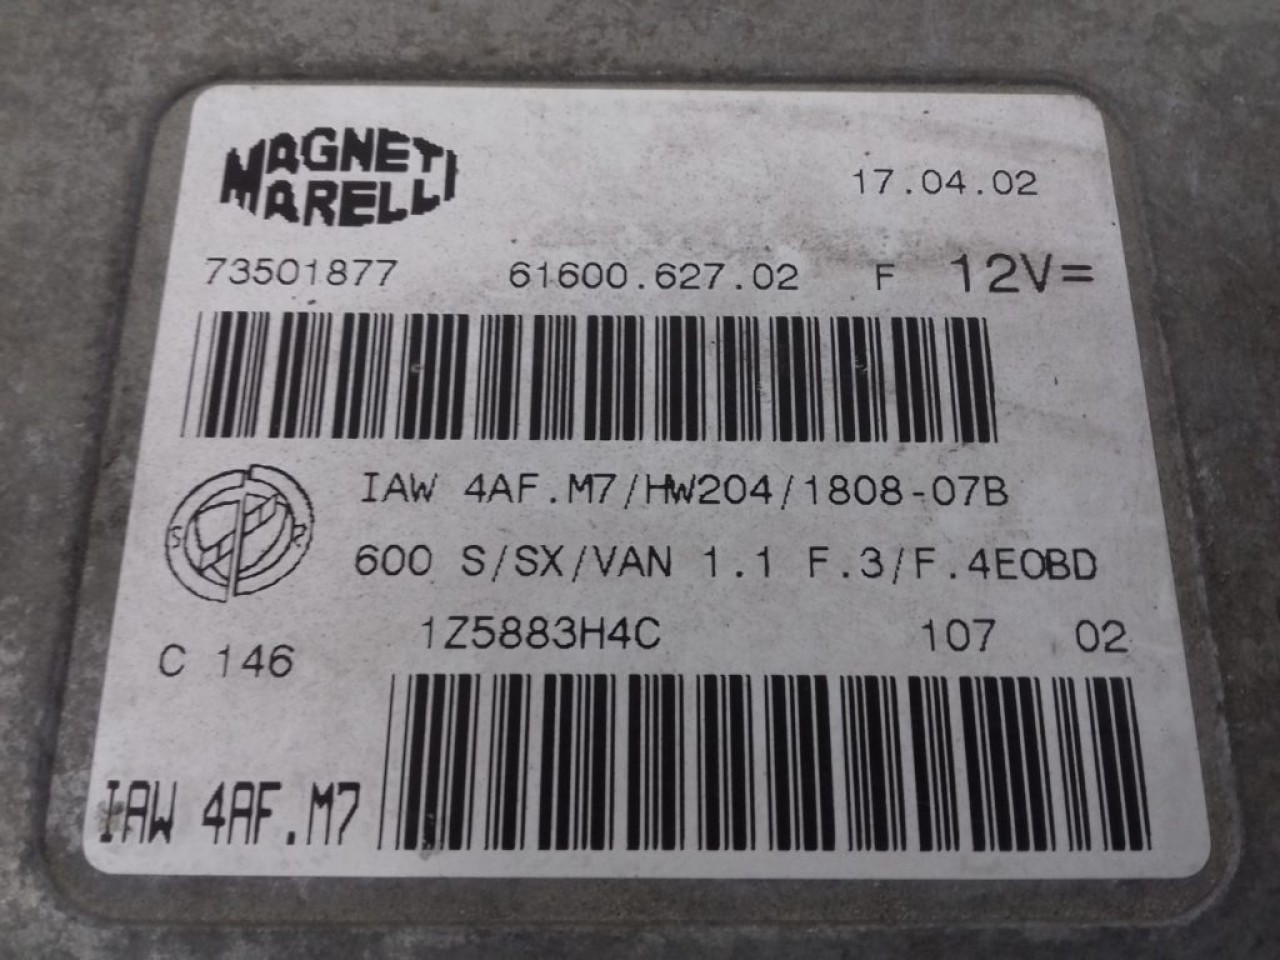 MAGNETI
MARELLI
17.04.02
73501877 61600.627.02 F 12V=
IAW 4AF.M7/HW204/1808-07B
S R
600 S/SX/VAN 1.1 F.3/F.4EOBD
1Z5883H4C 107 02
C 146
IAW 4AF.M7